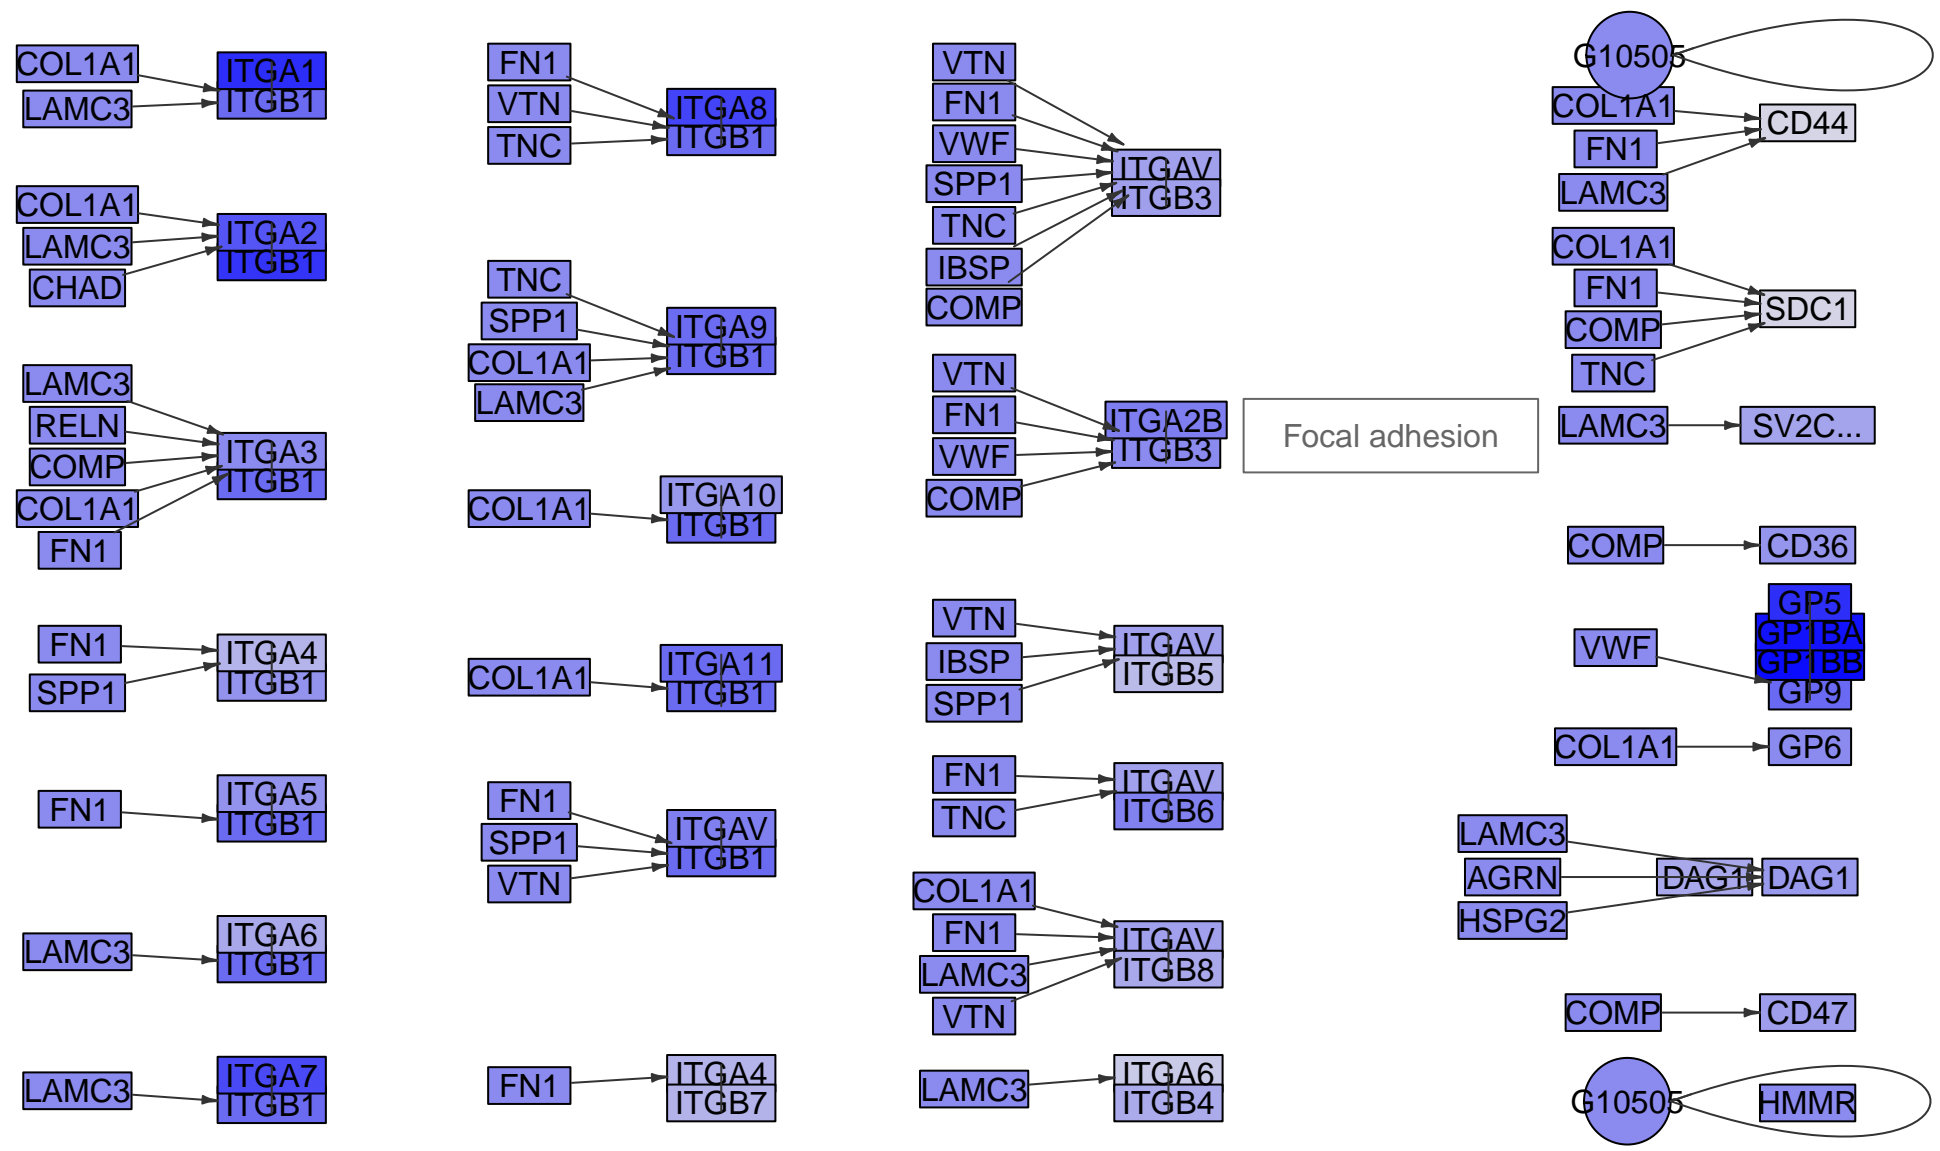 COL1A1
LAMC3
ITGA1
ITGB1
COL1A1
LAMC3
CHAD
ITGA2
ITGB1
LAMC3
RELN
COMP
COL1A1
FN1
ITGA3
ITGB1
FN1
SPP1
ITGA4
ITGB1
FN1
ITGA5
ITGB1
LAMC3
ITGA6
ITGB1
LAMC3
ITGA7
ITGB1
FN1
VTN
TNC
ITGA8
ITGB1
TNC
SPP1
COL1A1
LAMC3
ITGA9
ITGB1
COL1A1
ITGA10
ITGB1
COL1A1
ITGA11
ITGB1
FN1
SPP1
VTN
ITGAV
ITGB1
FN1
ITGA4
ITGB7
VTN
FN1
VWF
SPP1
TNC
IBSP
COMP
ITGAV
ITGB3
VTN
FN1
VWF
COMP
ITGA2B
ITGB3
VTN
IBSP
SPP1
ITGAV
ITGB5
FN1
TNC
ITGAV
ITGB6
COL1A1
FN1
LAMC3
VTN
ITGAV
ITGB8
LAMC3
ITGA6
ITGB4
Focal adhesion
G10505
COL1A1
FN1
LAMC3
CD44
COL1A1
FN1
COMP
TNC
SDC1
LAMC3
SV2C...
COMP
CD36
VWF
GP5
GP1BA
GP1BB
GP9
COL1A1
GP6
LAMC3
AGRN
HSPG2
DAG1
DAG1
COMP
CD47
G10505
HMMR